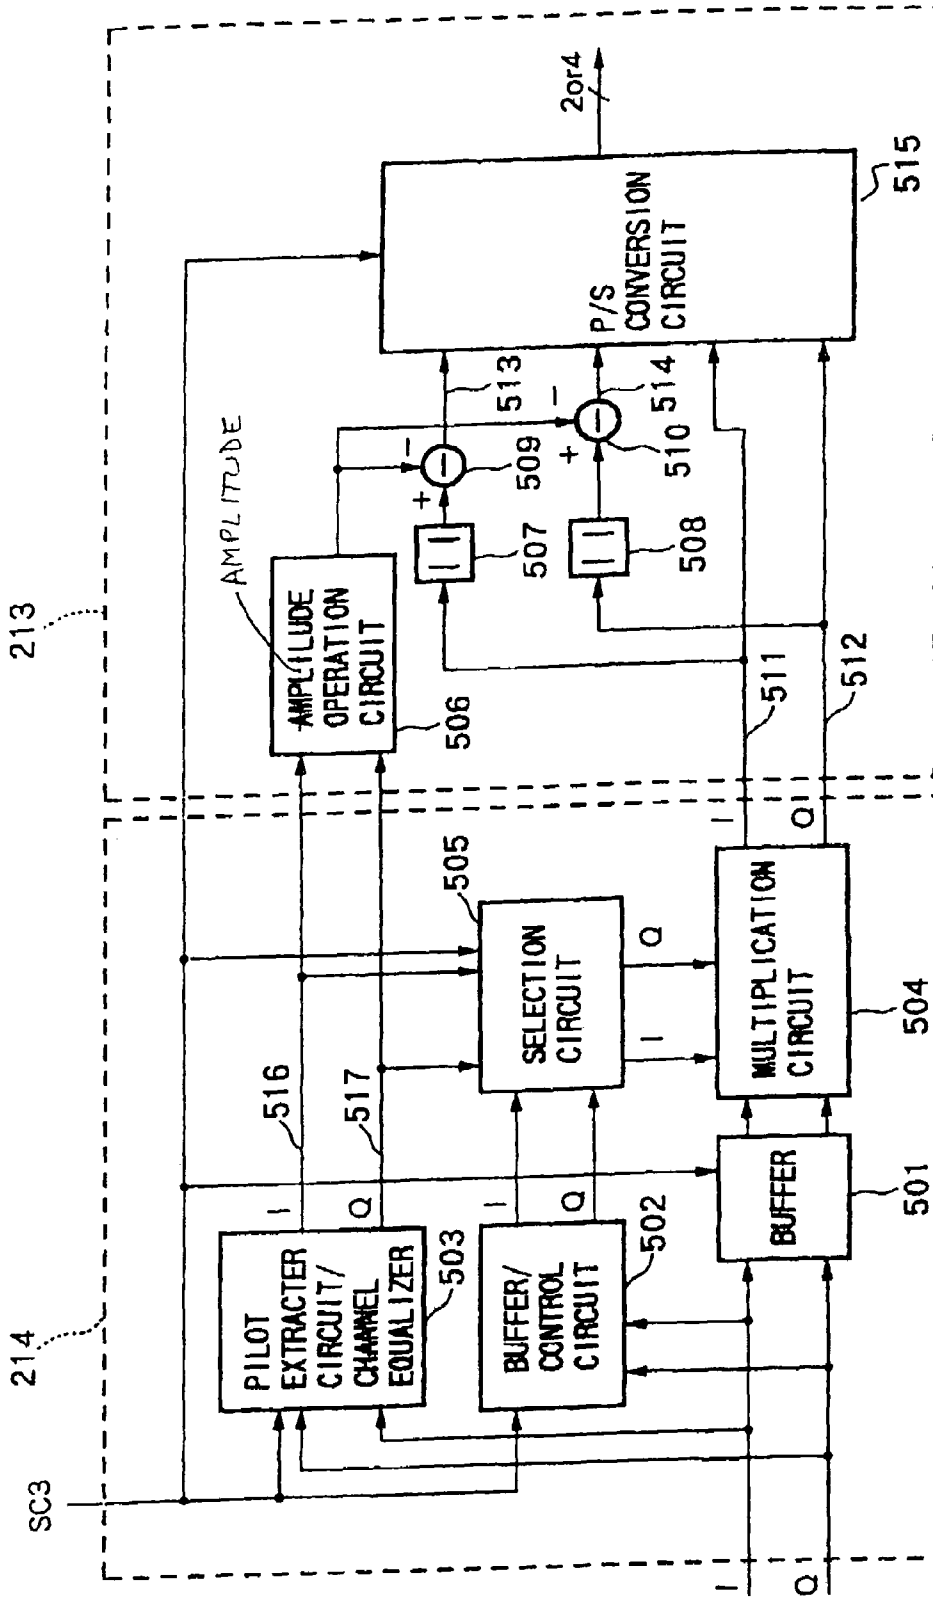 214
213
SC3
PILOT
EXTRACTER
CIRCUIT/
CHANNEL
EQUALIZER
503
I
516
Q
517
AMPLITUDE
AMPLILUDE
OPERATION
CIRCUIT
506
BUFFER/
CONTROL
CIRCUIT
502
I
Q
SELECTION
CIRCUIT
505
I
Q
| |
507
+
-
-
509
513
| |
508
+
-
-
510
514
P/S
CONVERSION
CIRCUIT
515
2or4
I
Q
BUFFER
501
MULTIPLICATION
CIRCUIT
504
I
Q
511
512